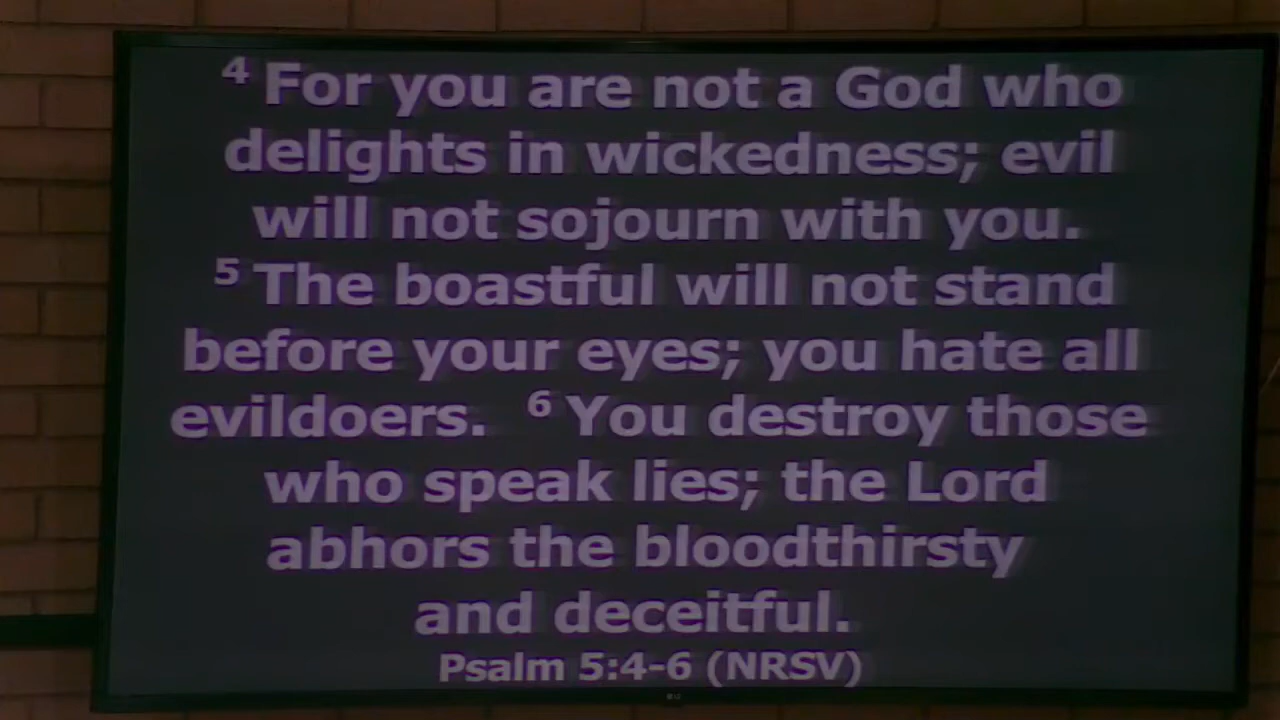 4 For you are not a God who
delights in wickedness; evil
will not sojourn with you.
5 The boastful will not stand
before your eyes; you hate all
evildoers. 6 You destroy those
who speak lies; the Lord
abhors the bloodthirsty
and deceitful.
Psalm 5:4-6 (NRSV)